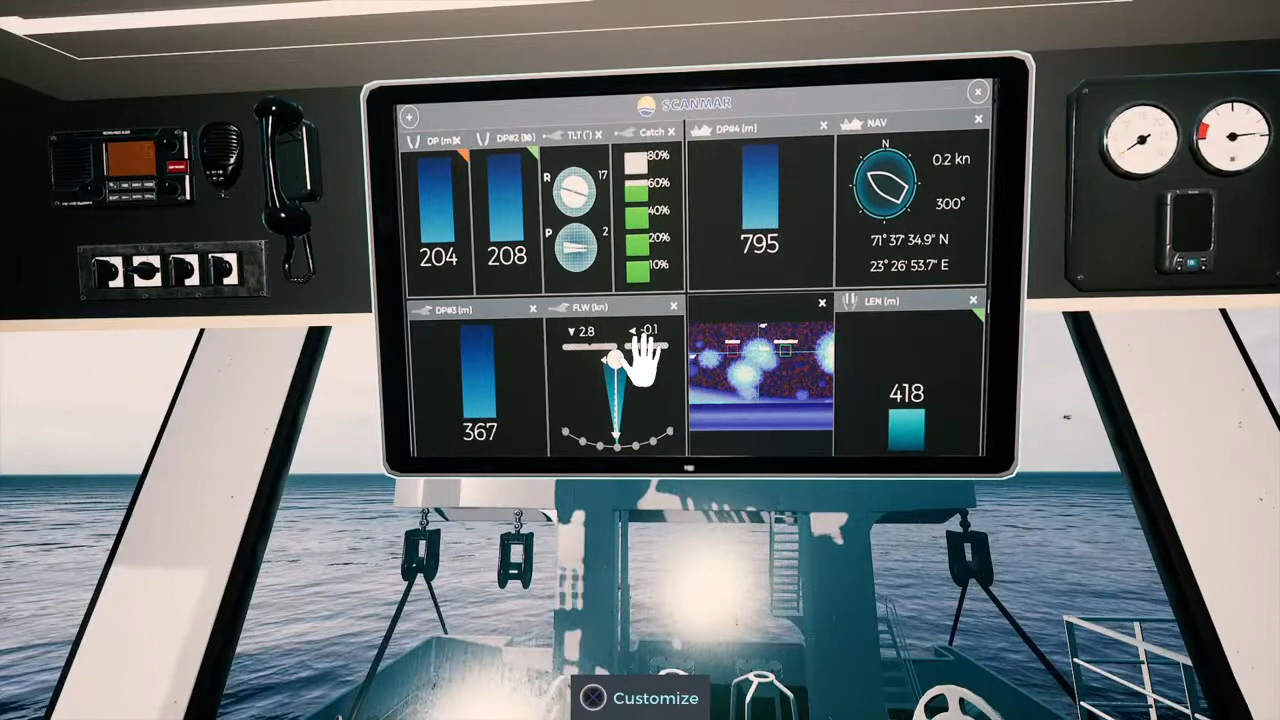 SCANMAR
DP (m)
DP#2
TLT (°)
Catch
DP#4 (m)
NAV
R
17
P
2
80%
60%
40%
20%
10%
204
208
795
N
0.2 kn
300°
71° 37' 34.9" N
23° 26' 53.7" E
DP#3 (m)
FLW (kn)
LEN (m)
▼ 2.8
◄ -0.1
367
418
Customize